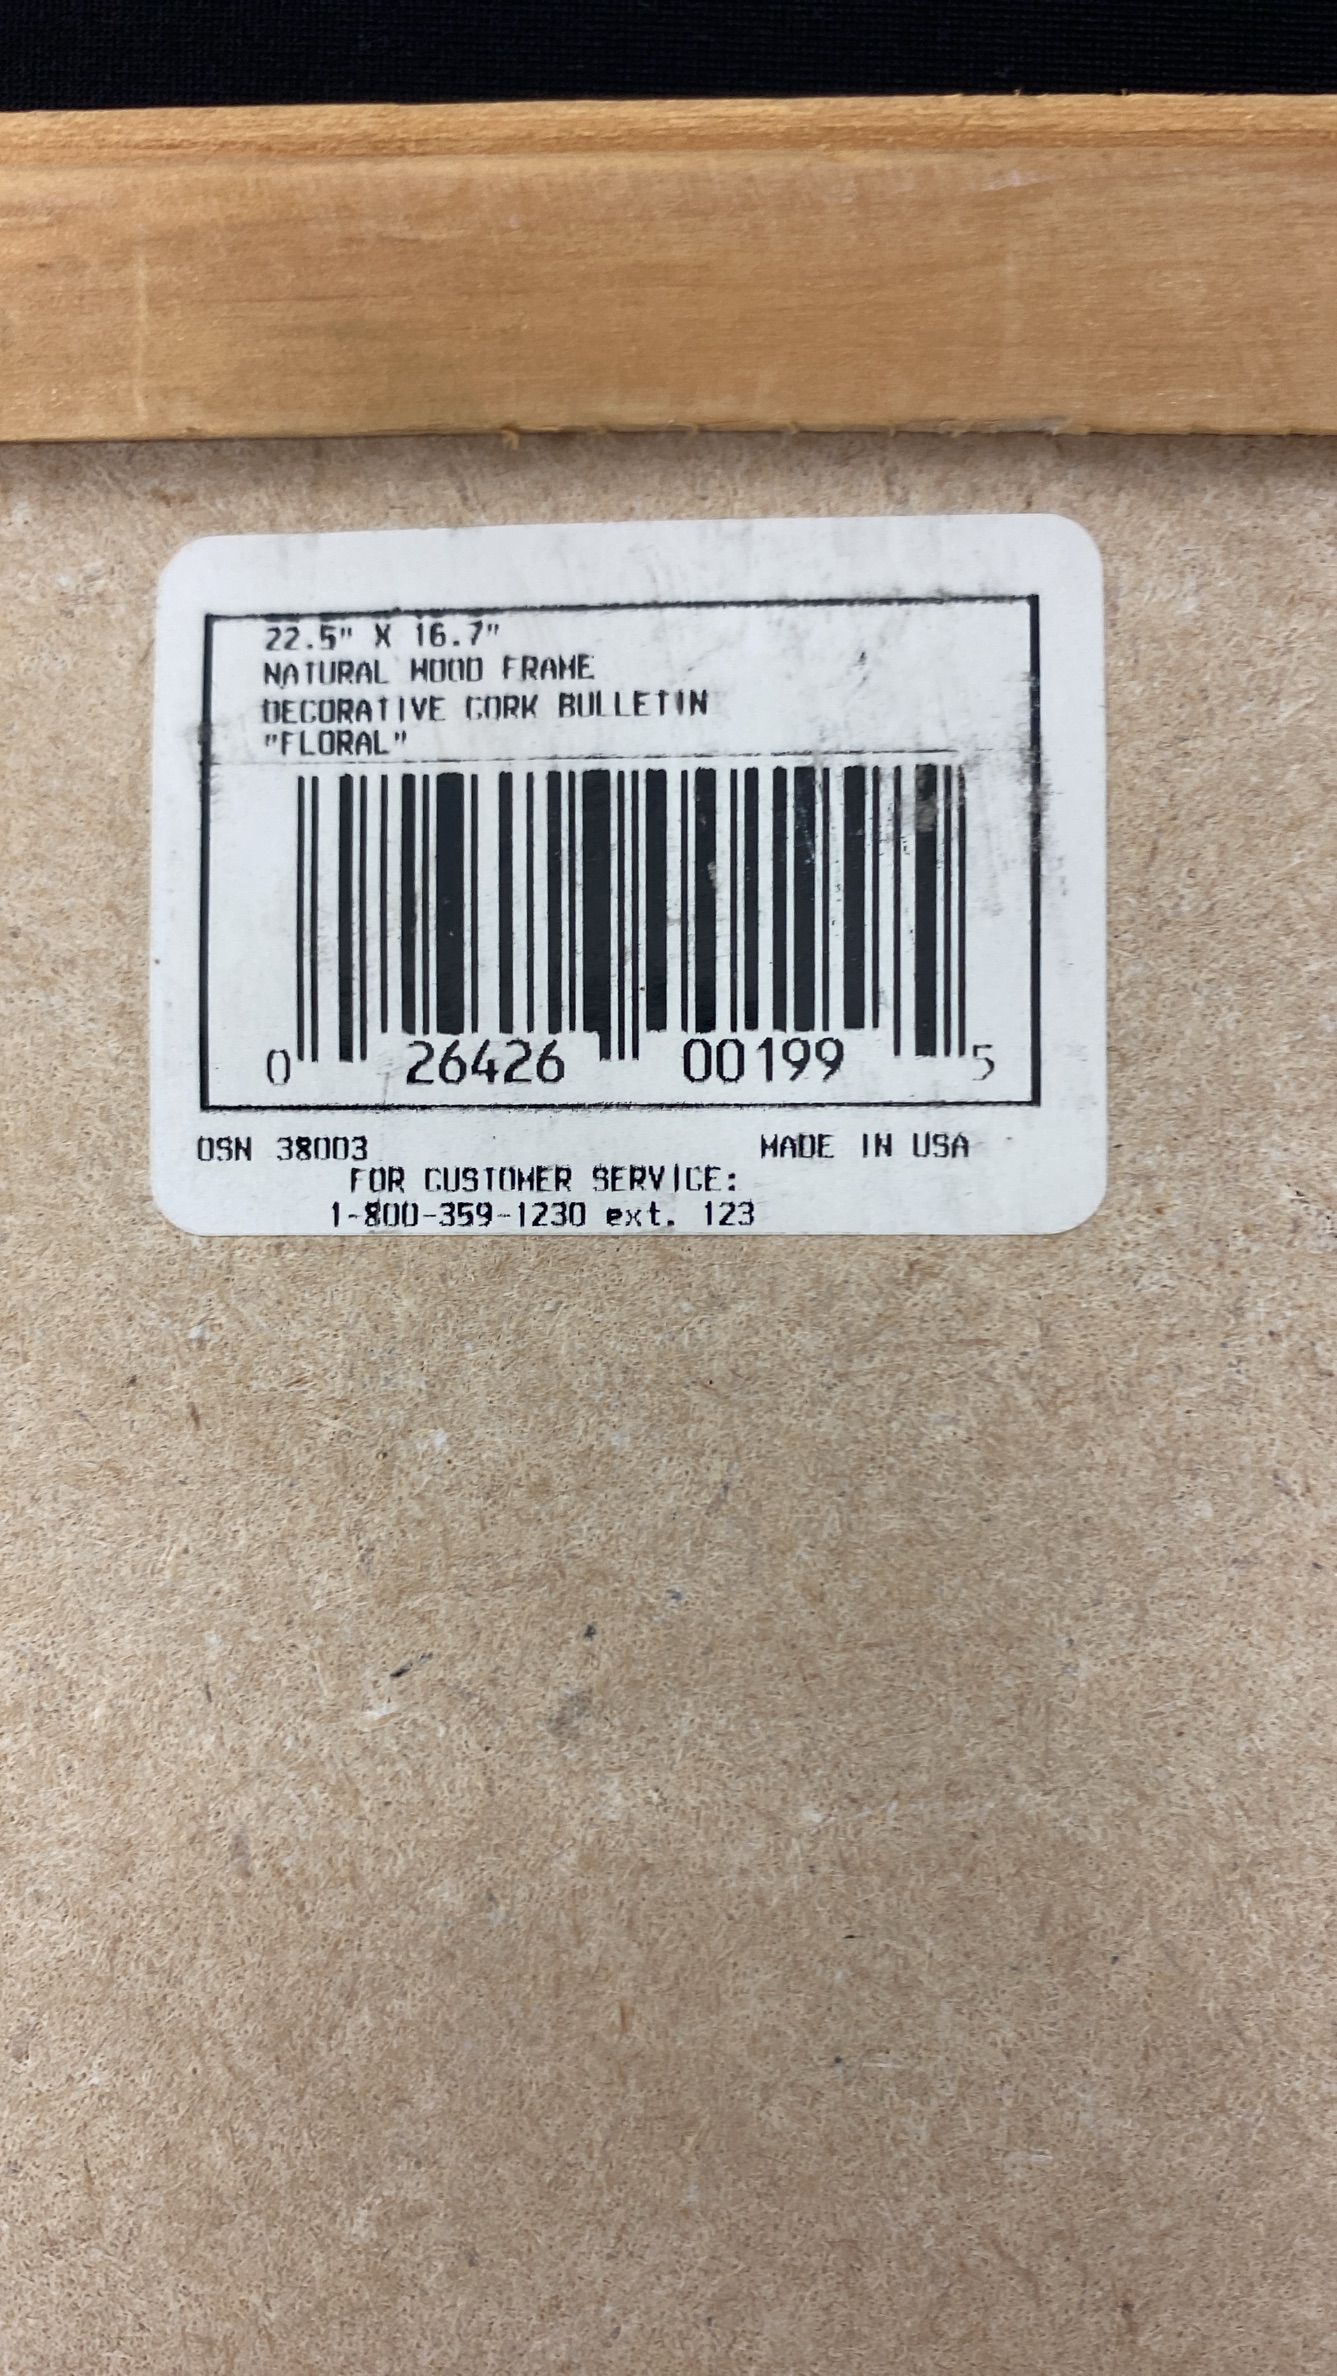 22.5" X 16.7"
NATURAL WOOD FRAME
DECORATIVE CORK BULLETIN
"FLORAL"
0 26426 00199 5
OSN 38003 MADE IN USA
FOR CUSTOMER SERVICE:
1-800-359-1230 ext. 123